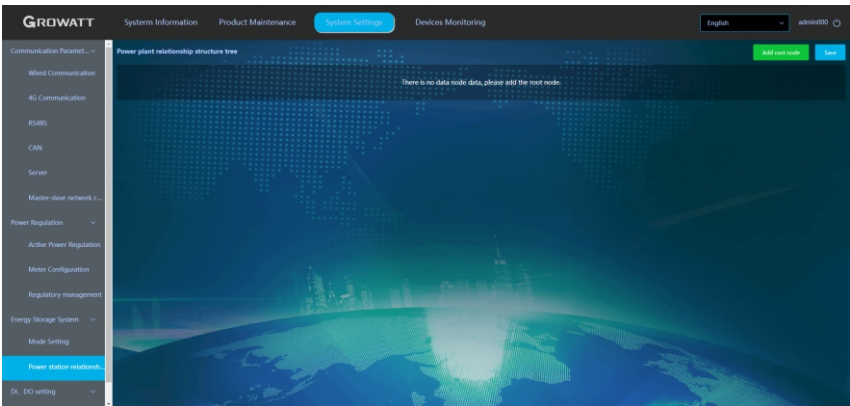 GROWATT
Systerm Information
Product Maintenance
System Settings
Devices Monitoring
English
admin000
Communication Paramet...
Wired Communication
4G Communication
RS485
CAN
Server
Master-slave network c...
Power Regulation
Active Power Regulation
Meter Configuration
Regulatory management
Energy Storage System
Mode Setting
Power station relationsh...
DI, DO setting
Power plant relationship structure tree
Add root node
Save
There is no data node data, please add the root node.